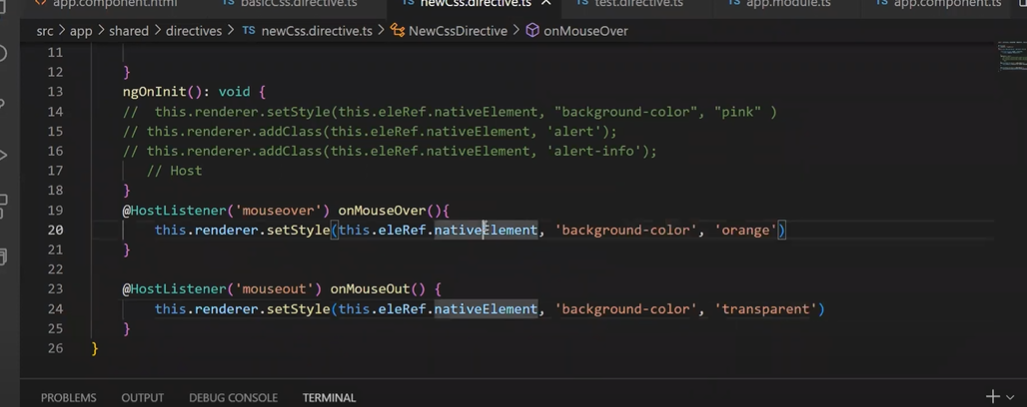 app.component.html TS basicCss.directive.ts TS newCss.directive.ts TS test.directive.ts TS app.module.ts TS app.component.ts
src > app > shared > directives > TS newCss.directive.ts > NewCssDirective > onMouseOver
11
12 }
13 ngOnInit(): void {
14 //  this.renderer.setStyle(this.eleRef.nativeElement, "background-color", "pink" )
15 // this.renderer.addClass(this.eleRef.nativeElement, 'alert');
16 // this.renderer.addClass(this.eleRef.nativeElement, 'alert-info');
17 // Host
18 }
19 @HostListener('mouseover') onMouseOver(){
20 this.renderer.setStyle(this.eleRef.nativeElement, 'background-color', 'orange')
21 }
22
23 @HostListener('mouseout') onMouseOut() {
24 this.renderer.setStyle(this.eleRef.nativeElement, 'background-color', 'transparent')
25 }
26 }
PROBLEMS OUTPUT DEBUG CONSOLE TERMINAL